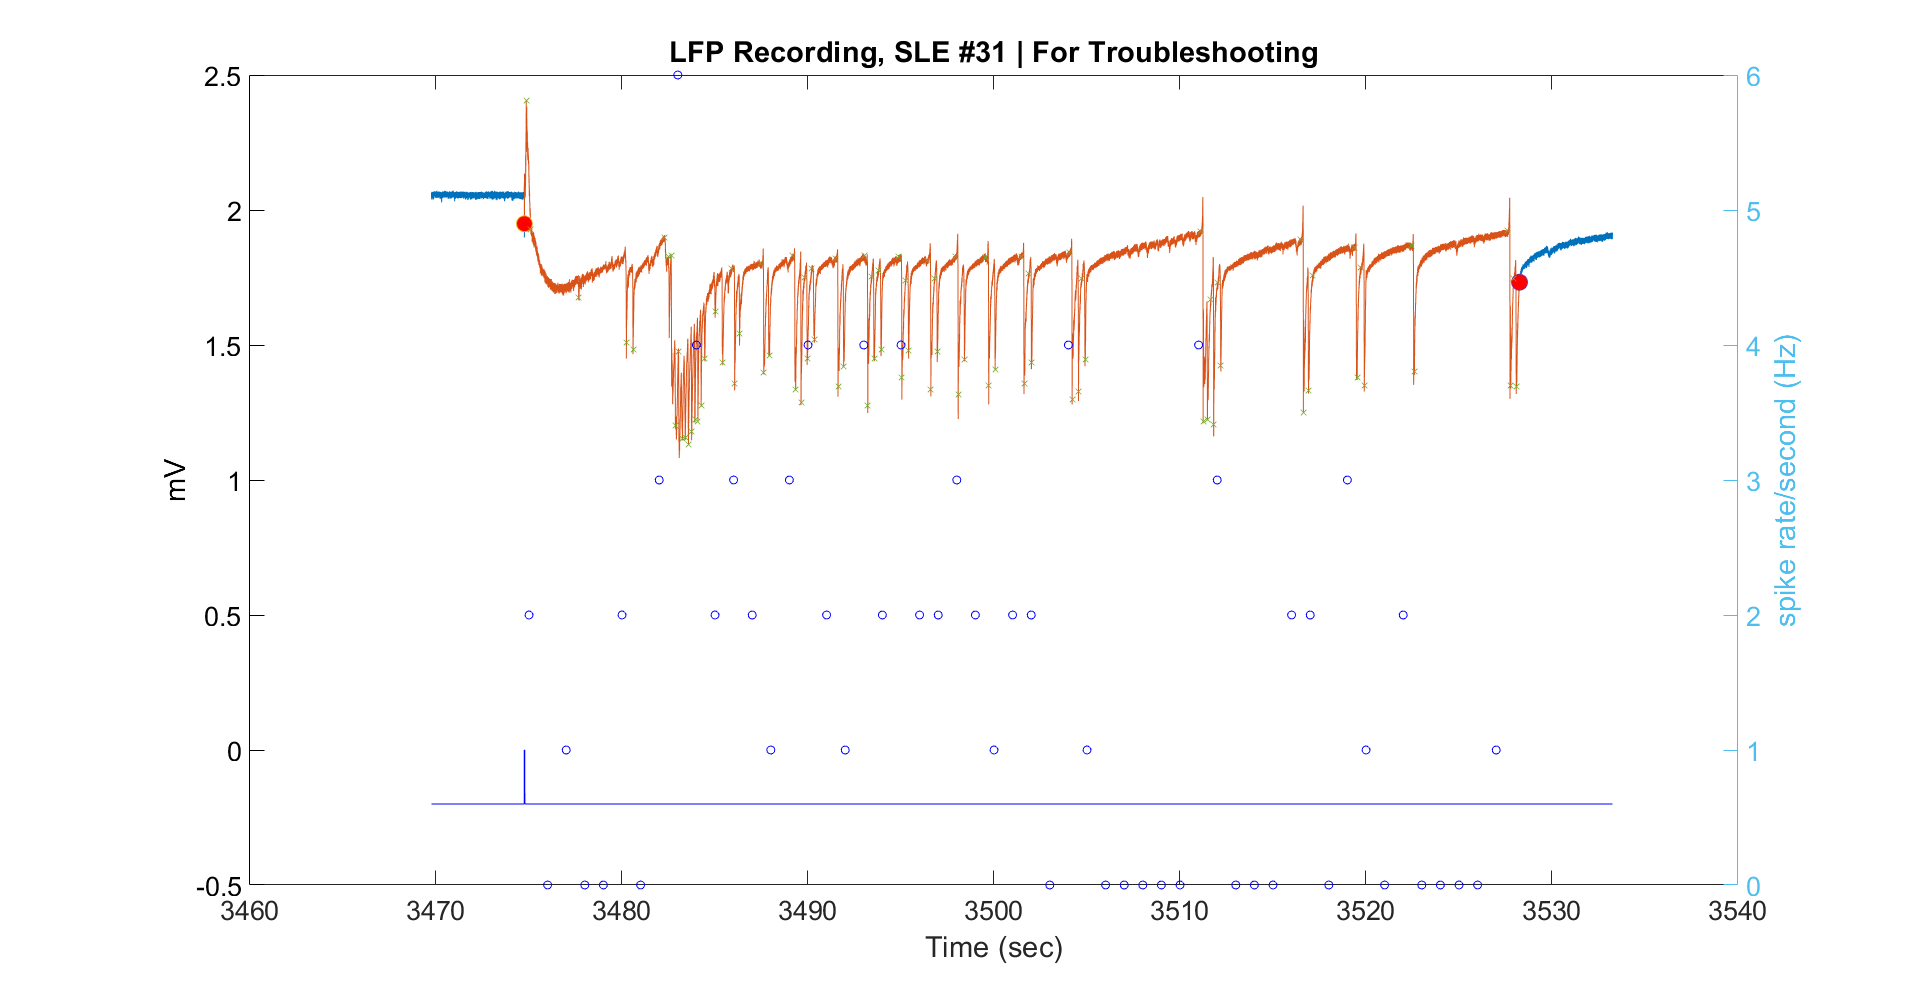 LFP Recording, SLE #31 | For Troubleshooting
2.5
2
1.5
1
0.5
0
-0.5
mV
6
5
4
3
2
1
0
spike rate/second (Hz)
3460 3470 3480 3490 3500 3510 3520 3530 3540
Time (sec)